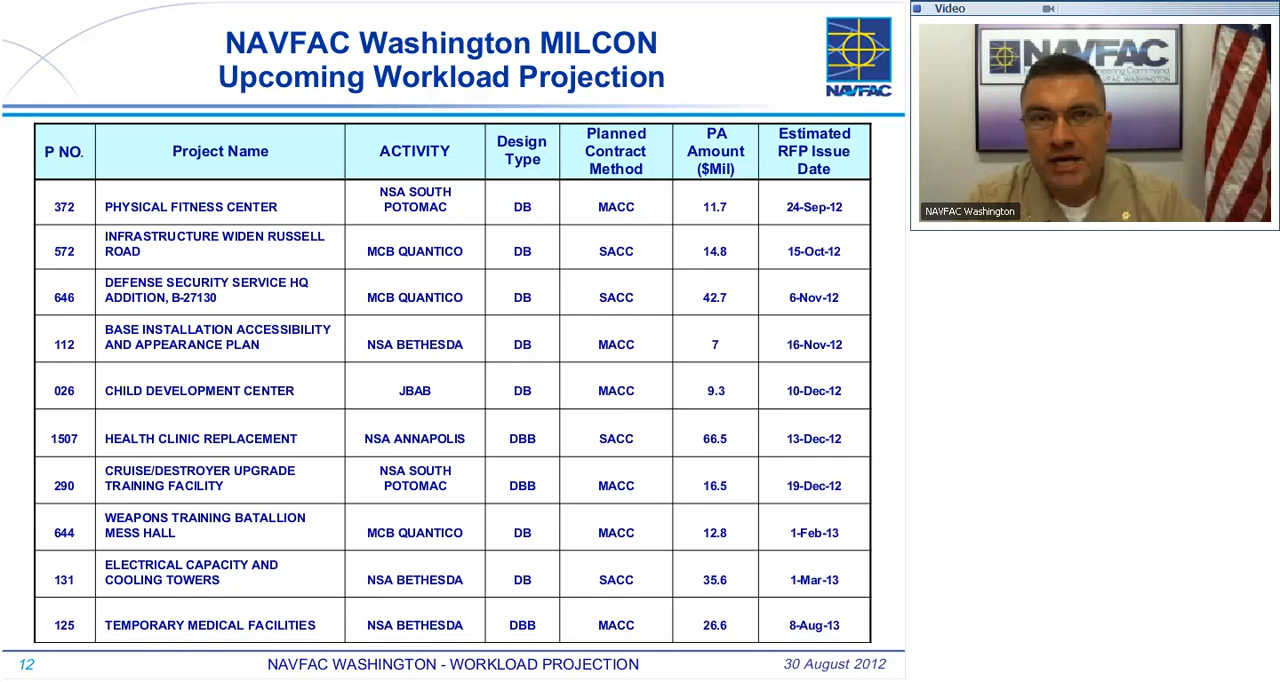 NAVFAC Washington MILCON
Upcoming Workload Projection
NAVFAC
P NO.
Project Name
ACTIVITY
Design
Type
Planned
Contract
Method
PA
Amount
($Mil)
Estimated
RFP Issue
Date
372
PHYSICAL FITNESS CENTER
NSA SOUTH
POTOMAC
DB
MACC
11.7
24-Sep-12
572
INFRASTRUCTURE WIDEN RUSSELL
ROAD
MCB QUANTICO
DB
SACC
14.8
15-Oct-12
646
DEFENSE SECURITY SERVICE HQ
ADDITION, B-27130
MCB QUANTICO
DB
SACC
42.7
6-Nov-12
112
BASE INSTALLATION ACCESSIBILITY
AND APPEARANCE PLAN
NSA BETHESDA
DB
MACC
7
16-Nov-12
026
CHILD DEVELOPMENT CENTER
JBAB
DB
MACC
9.3
10-Dec-12
1507
HEALTH CLINIC REPLACEMENT
NSA ANNAPOLIS
DBB
SACC
66.5
13-Dec-12
290
CRUISE/DESTROYER UPGRADE
TRAINING FACILITY
NSA SOUTH
POTOMAC
DBB
MACC
16.5
19-Dec-12
644
WEAPONS TRAINING BATALLION
MESS HALL
MCB QUANTICO
DB
MACC
12.8
1-Feb-13
131
ELECTRICAL CAPACITY AND
COOLING TOWERS
NSA BETHESDA
DB
SACC
35.6
1-Mar-13
125
TEMPORARY MEDICAL FACILITIES
NSA BETHESDA
DBB
MACC
26.6
8-Aug-13
12
NAVFAC WASHINGTON - WORKLOAD PROJECTION
30 August 2012
Video
NAVFAC
Command
NAVFAC WASHINGTON
NAVFAC Washington